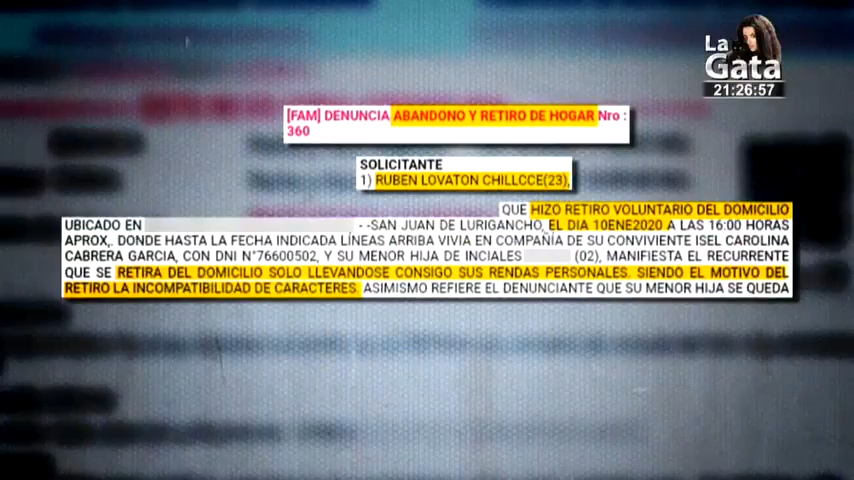 La
Gata
21:26:57
[FAM] DENUNCIA ABANDONO Y RETIRO DE HOGAR Nro :
360
SOLICITANTE
1) RUBEN LOVATON CHILLCCE(23),
QUE HIZO RETIRO VOLUNTARIO DEL DOMICILIO
UBICADO EN - -SAN JUAN DE LURIGANCHO, EL DIA 10ENE2020 A LAS 16:00 HORAS
APROX,. DONDE HASTA LA FECHA INDICADA LÍNEAS ARRIBA VIVIA EN COMPAÑÍA DE SU CONVIVIENTE ISEL CAROLINA
CABRERA GARCIA, CON DNI N°76600502, Y SU MENOR HIJA DE INCIALES (02), MANIFIESTA EL RECURRENTE
QUE SE RETIRA DEL DOMICILIO SOLO LLEVANDOSE CONSIGO SUS RENDAS PERSONALES. SIENDO EL MOTIVO DEL
RETIRO LA INCOMPATIBILIDAD DE CARACTERES. ASIMISMO REFIERE EL DENUNCIANTE QUE SU MENOR HIJA SE QUEDA